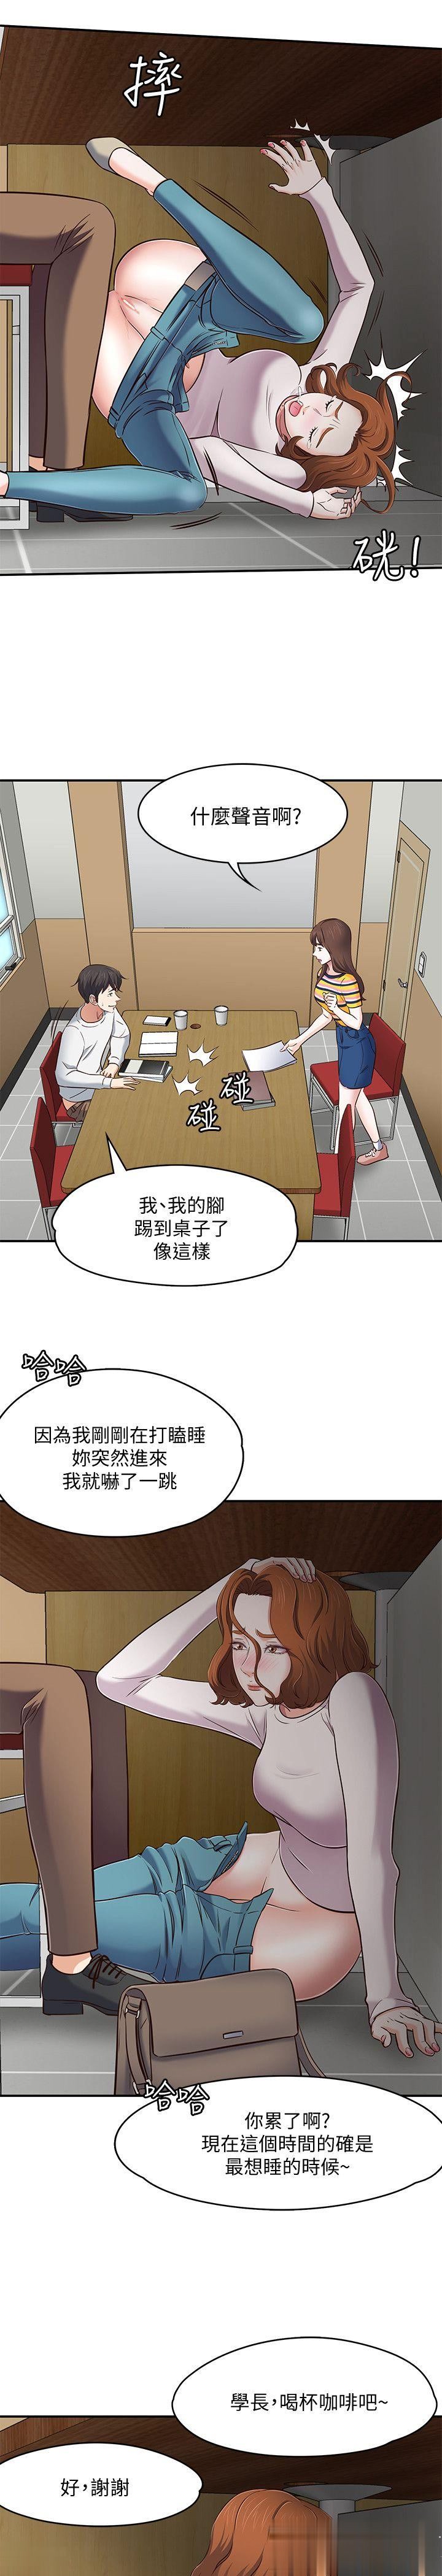 摔
硄!
什麼聲音啊?
碰
碰
我、我的腳
踢到桌子了
像這樣
哈哈
因為我剛剛在打瞌睡
妳突然進來
我就嚇了一跳
哈哈
你累了啊?
現在這個時間的確是
最想睡的時候~
學長,喝杯咖啡吧~
好,謝謝